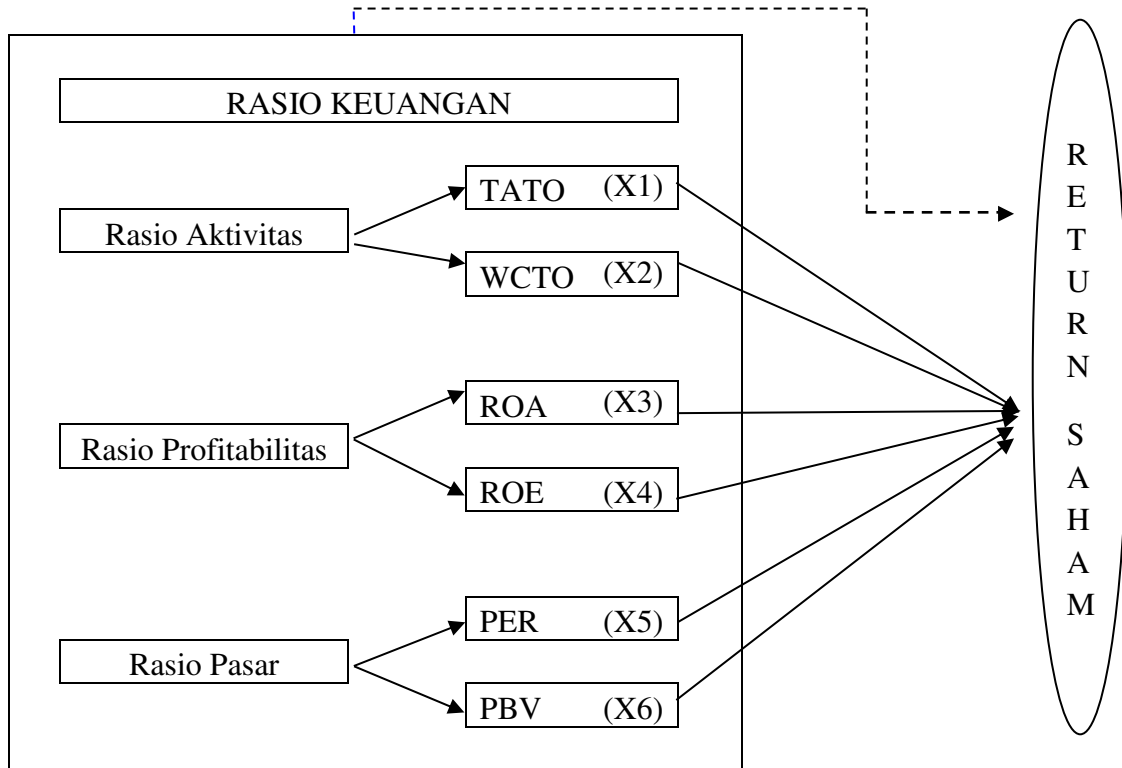 RASIO KEUANGAN
Rasio Aktivitas
TATO (X1)
WCTO (X2)
Rasio Profitabilitas
ROA (X3)
ROE (X4)
Rasio Pasar
PER (X5)
PBV (X6)
R
E
T
U
R
N
S
A
H
A
M